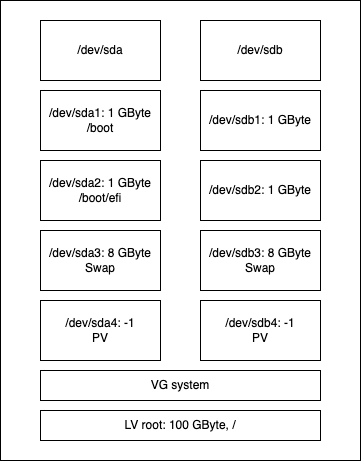 /dev/sda
/dev/sdb
/dev/sda1: 1 GByte
/boot
/dev/sdb1: 1 GByte
/dev/sda2: 1 GByte
/boot/efi
/dev/sdb2: 1 GByte
/dev/sda3: 8 GByte
Swap
/dev/sdb3: 8 GByte
Swap
/dev/sda4: -1
PV
/dev/sdb4: -1
PV
VG system
LV root: 100 GByte, /